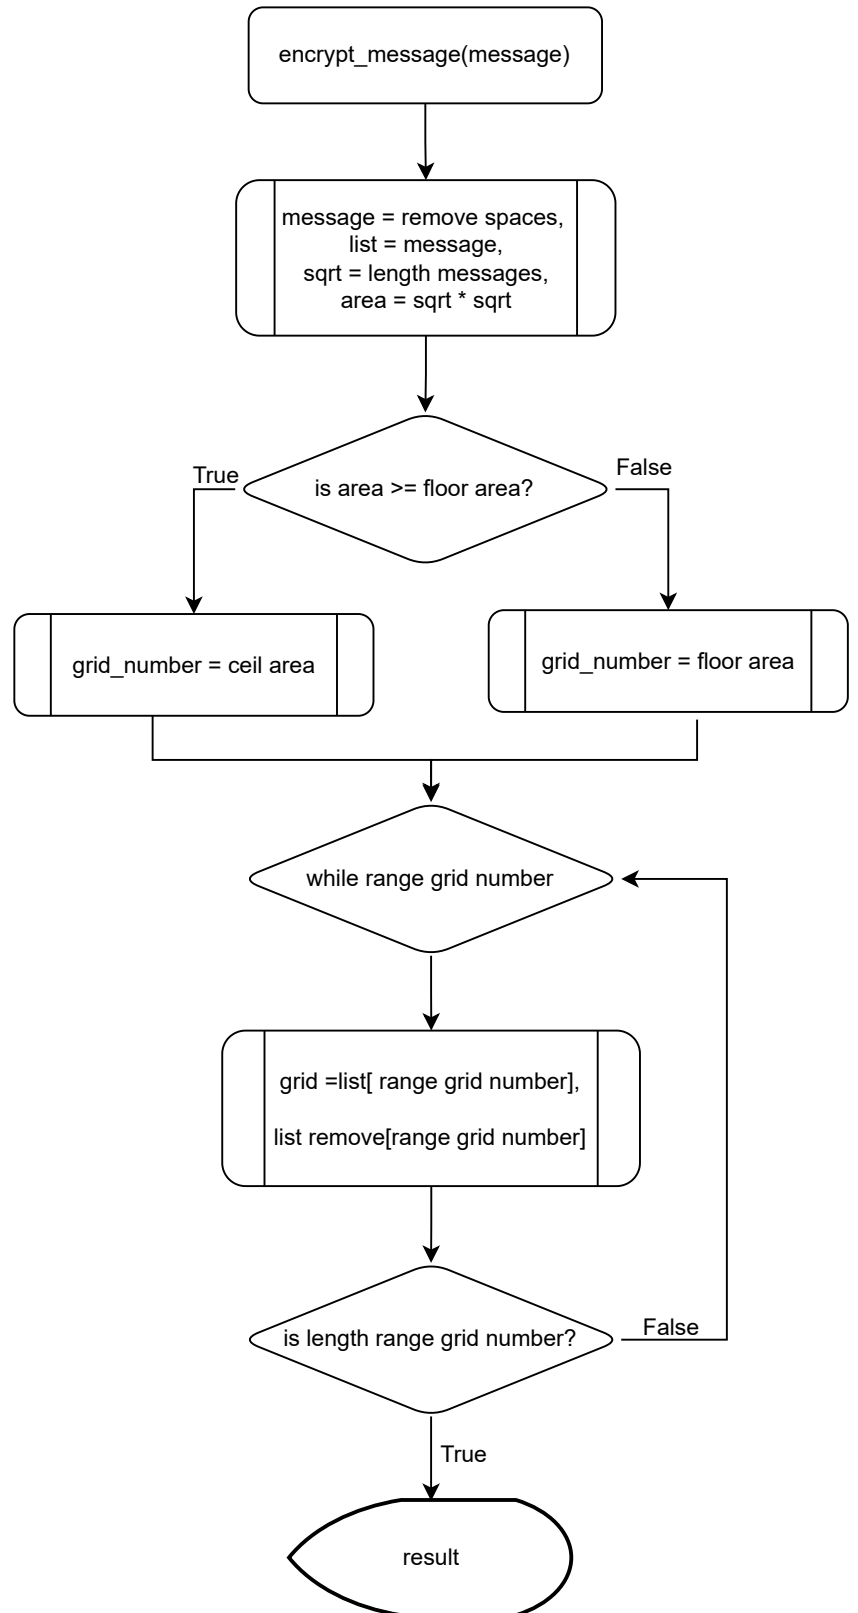 encrypt_message(message)
message = remove spaces,
list = message,
sqrt = length messages,
area = sqrt * sqrt
True
is area >= floor area?
False
grid_number = ceil area
grid_number = floor area
while range grid number
grid =list[ range grid number],
list remove[range grid number]
is length range grid number?
False
True
result